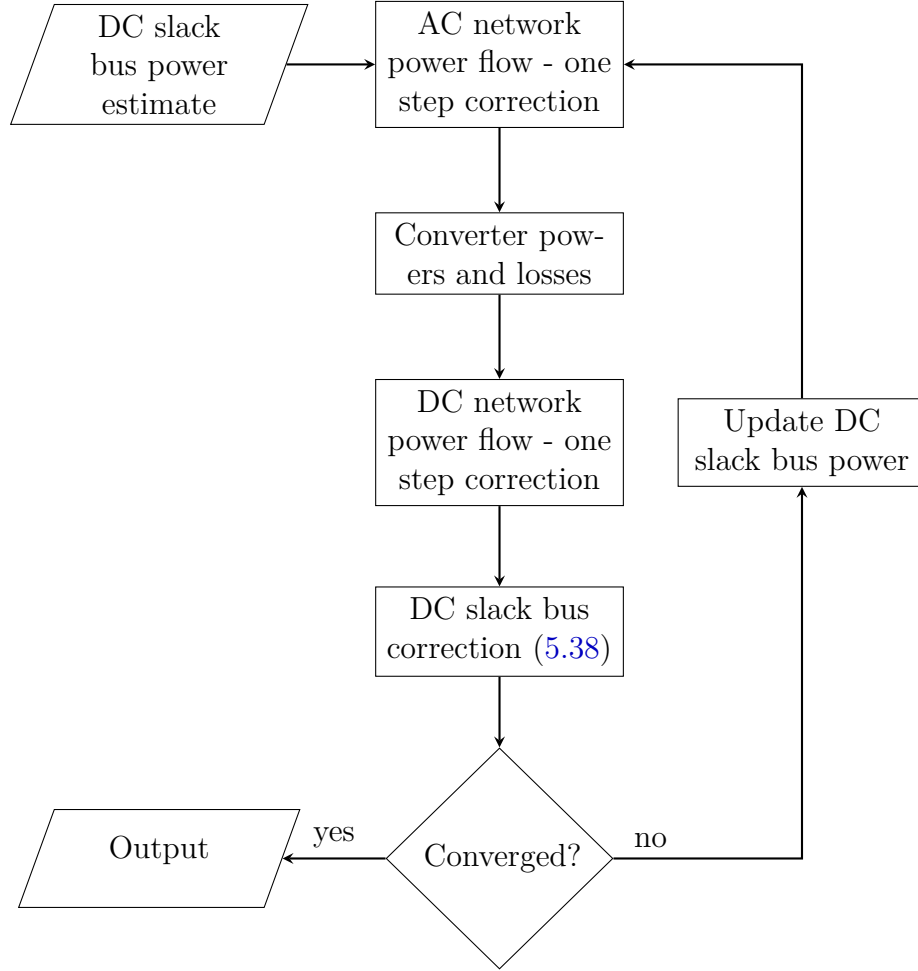 DC slack
bus power
estimate
AC network
power flow - one
step correction
Converter pow-
ers and losses
DC network
power flow - one
step correction
Update DC
slack bus power
DC slack bus
correction (5.38)
Converged?
yes
no
Output